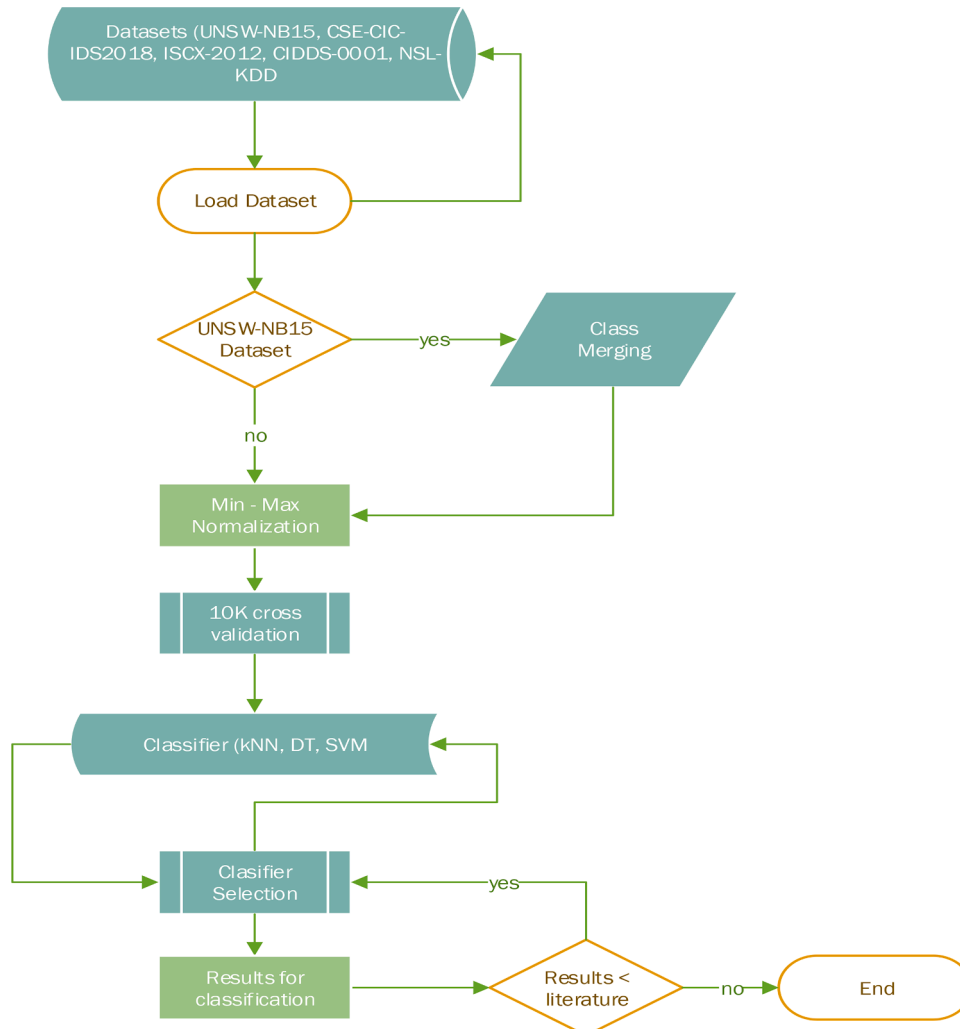 Datasets (UNSW-NB15, CSE-CIC-
IDS2018, ISCX-2012, CIDDS-0001, NSL-
KDD
Load Dataset
UNSW-NB15
Dataset
yes
Class
Merging
no
Min - Max
Normalization
10K cross
validation
Classifier (kNN, DT, SVM
Clasifier
Selection
yes
Results for
classification
Results <
literature
no
End